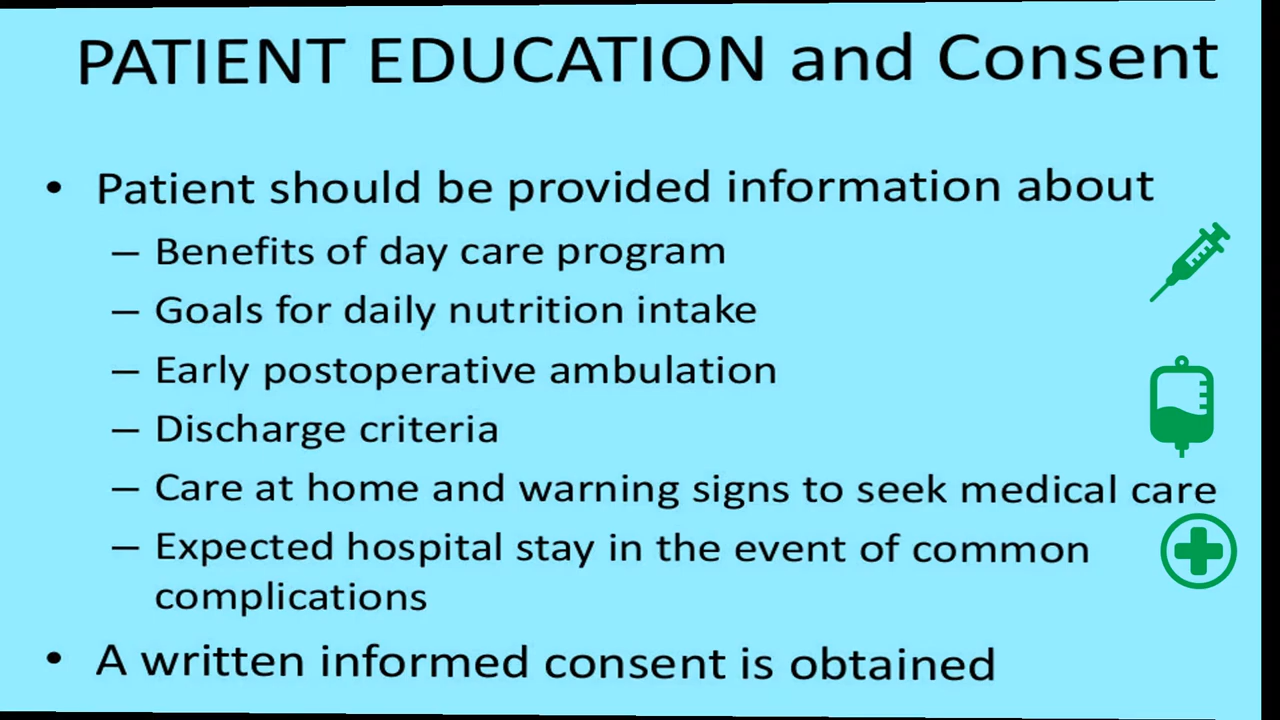 PATIENT EDUCATION and Consent
• Patient should be provided information about
– Benefits of day care program
– Goals for daily nutrition intake
– Early postoperative ambulation
– Discharge criteria
– Care at home and warning signs to seek medical care
– Expected hospital stay in the event of common
complications
• A written informed consent is obtained